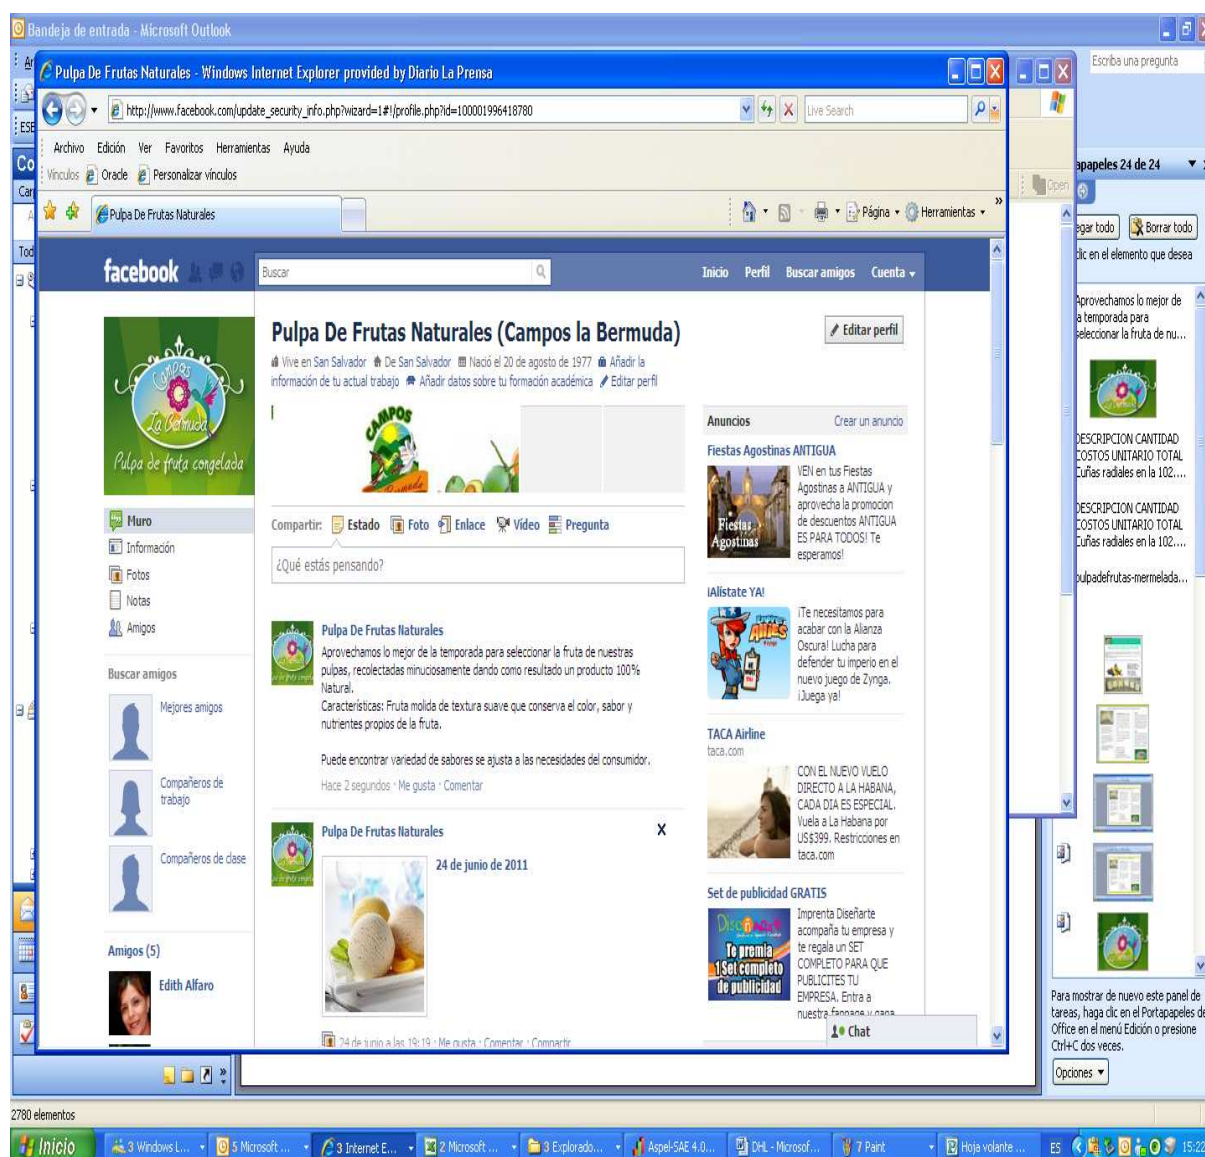 Bandeja de entrada - Microsoft Outlook
Escriba una pregunta
Pulpa De Frutas Naturales - Windows Internet Explorer provided by Diario La Prensa
http://www.facebook.com/update_security_info.php?wizard=1#!/profile.php?id=100001996418780
Live Search
Archivo Edición Ver Favoritos Herramientas Ayuda
Vínculos Oracle Personalizar vínculos
Pulpa De Frutas Naturales
Página Herramientas »
Open
facebook
Buscar
Inicio Perfil Buscar amigos Cuenta
Campos
La Bermuda
Pulpa de fruta congelada
Pulpa De Frutas Naturales (Campos la Bermuda)
Editar perfil
Vive en San Salvador De San Salvador Nació el 20 de agosto de 1977 Añadir la
información de tu actual trabajo Añadir datos sobre tu formación académica Editar perfil
CAMPOS
Muro
Información
Fotos
Notas
Amigos
Buscar amigos
Mejores amigos
Compañeros de
trabajo
Compañeros de clase
Amigos (5)
Edith Alfaro
Compartir: Estado Foto Enlace Vídeo Pregunta
¿Qué estás pensando?
Pulpa De Frutas Naturales
Aprovechamos lo mejor de la temporada para seleccionar la fruta de nuestras
pulpas, recolectadas minuciosamente dando como resultado un producto 100%
Natural.
Características: Fruta molida de textura suave que conserva el color, sabor y
nutrientes propios de la fruta.
Puede encontrar variedad de sabores se ajusta a las necesidades del consumidor.
Hace 2 segundos · Me gusta · Comentar
Pulpa De Frutas Naturales
X
24 de junio de 2011
24 de junio a las 19:19 · Me gusta · Comentar · Compartir
Anuncios Crear un anuncio
Fiestas Agostinas ANTIGUA
Fiestas
Agostinas
VEN en tus Fiestas
Agostinas a ANTIGUA y
aprovecha la promocion
de descuentos ANTIGUA
ES PARA TODOS! Te
esperamos!
¡Alístate YA!
¡Te necesitamos para
acabar con la Alianza
Oscura! Lucha para
defender tu imperio en el
nuevo juego de Zynga.
¡Juega ya!
TACA Airline
taca.com
CON EL NUEVO VUELO
DIRECTO A LA HABANA,
CADA DIA ES ESPECIAL.
Vuela a La Habana por
US$399. Restricciones en
taca.com
Set de publicidad GRATIS
Te premia
1 Set completo
de publicidad
Imprenta Diseñarte
acompaña tu empresa y
te regala un SET
COMPLETO PARA QUE
PUBLICITES TU
EMPRESA. Entra a
nuestra fanpage y gana
Chat
apapeles 24 de 24
egar todo Borrar todo
clic en el elemento que desea
Aprovechamos lo mejor de
la temporada para
seleccionar la fruta de nu...
DESCRIPCION CANTIDAD
COSTOS UNITARIO TOTAL
Cuñas radiales en la 102....
DESCRIPCION CANTIDAD
COSTOS UNITARIO TOTAL
Cuñas radiales en la 102....
pulpadefrutas-mermelada...
Para mostrar de nuevo este panel de
tareas, haga clic en el Portapapeles de
Office en el menú Edición o presione
Ctrl+C dos veces.
Opciones
2780 elementos
Inicio 3 Windows L... 5 Microsoft ... 3 Internet E... 2 Microsoft ... 3 Explorado... Aspel-SAE 4.0... DHL - Microsof... 7 Paint Hoja volante ... ES 15:22